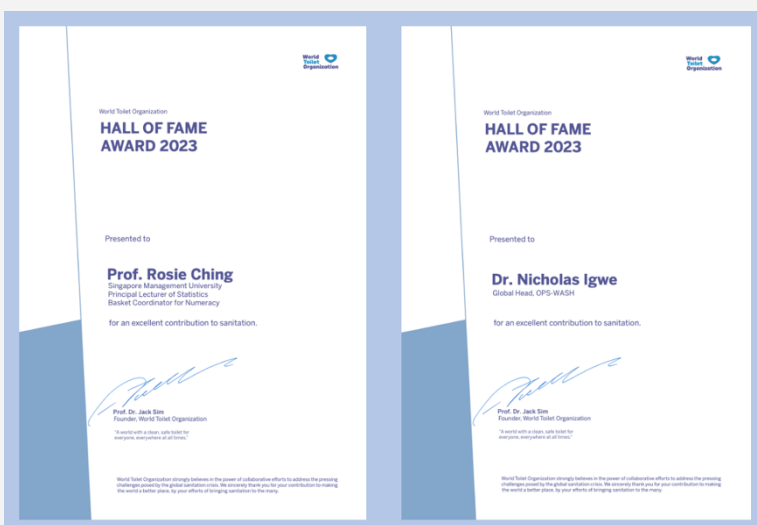 World
Toilet
Organization
World Toilet Organization
HALL OF FAME
AWARD 2023
Presented to
Prof. Rosie Ching
Singapore Management University
Principal Lecturer of Statistics
Basket Coordinator for Numeracy
for an excellent contribution to sanitation.
Prof. Dr. Jack Sim
Founder, World Toilet Organization
"A world with a clean, safe toilet for
everyone, everywhere at all times."
World Toilet Organization strongly believes in the power of collaborative efforts to address the pressing
challenges posed by the global sanitation crisis. We sincerely thank you for your contribution to making
the world a better place, by your efforts of bringing sanitation to the many.
World
Toilet
Organization
World Toilet Organization
HALL OF FAME
AWARD 2023
Presented to
Dr. Nicholas Igwe
Global Head, OPS-WASH
for an excellent contribution to sanitation.
Prof. Dr. Jack Sim
Founder, World Toilet Organization
"A world with a clean, safe toilet for
everyone, everywhere at all times."
World Toilet Organization strongly believes in the power of collaborative efforts to address the pressing
challenges posed by the global sanitation crisis. We sincerely thank you for your contribution to making
the world a better place, by your efforts of bringing sanitation to the many.